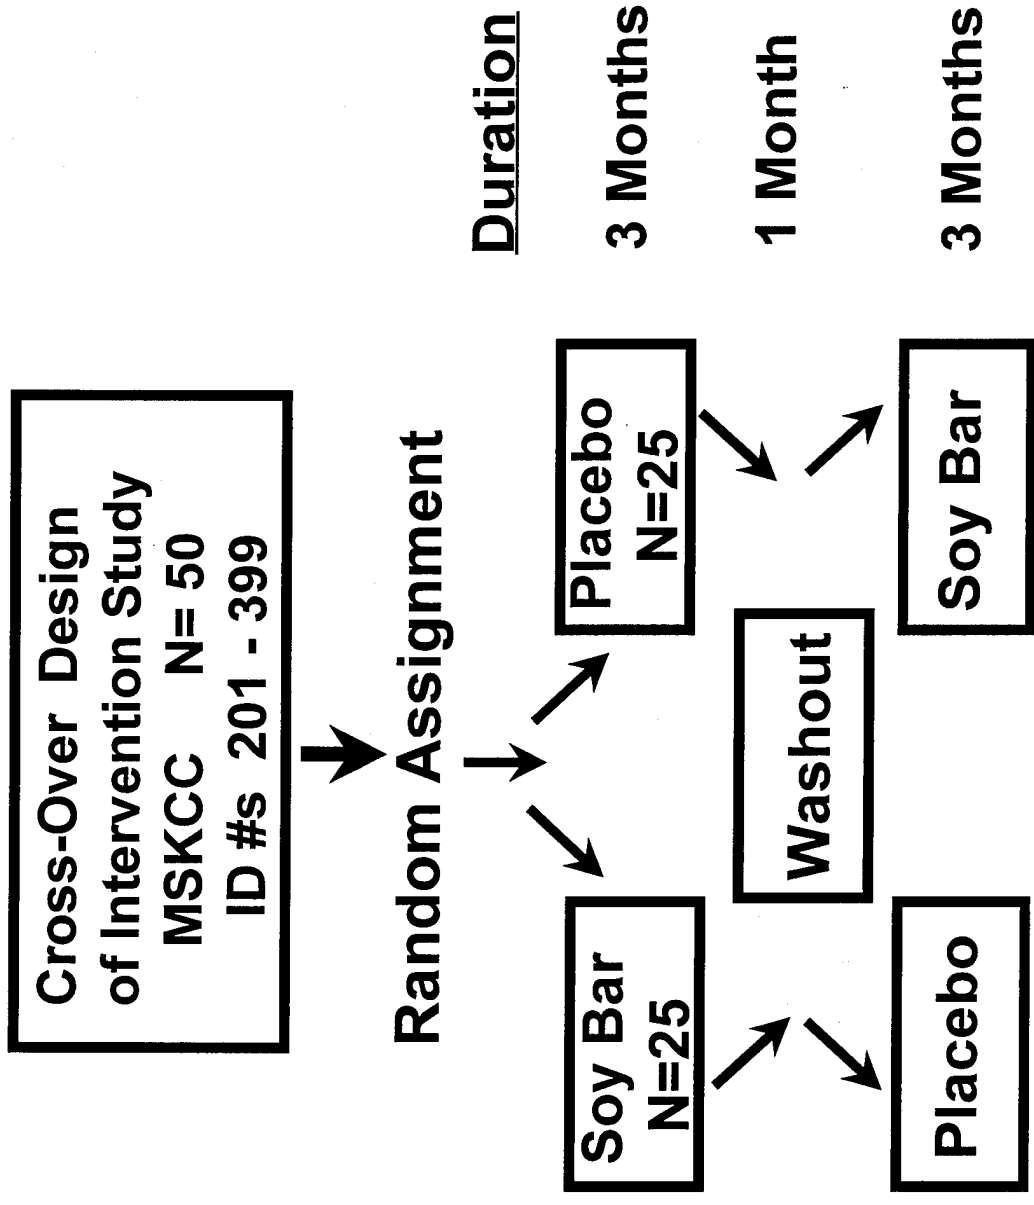 Cross-Over Design
of Intervention Study
MSKCC N= 50
ID #s 201 - 399
Random Assignment
Duration
Soy Bar
N=25
Placebo
N=25
3 Months
Washout
1 Month
Placebo
Soy Bar
3 Months